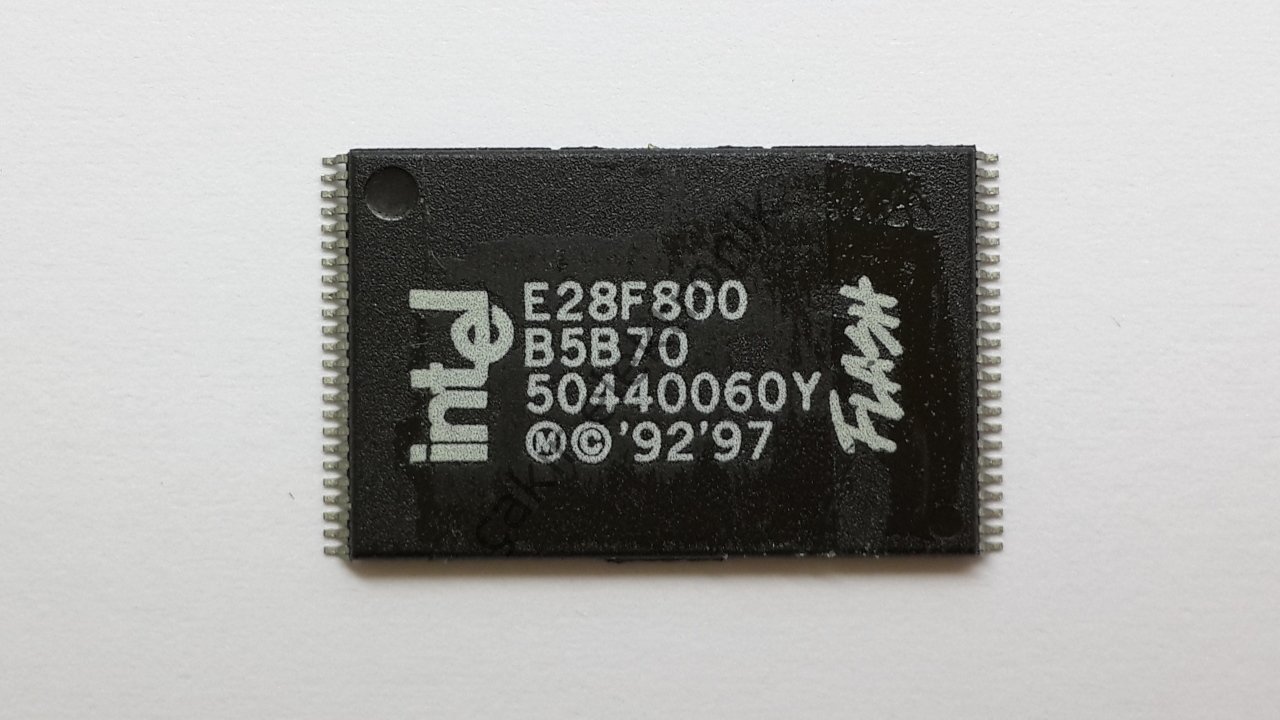 intel
E28F800
B5B70
50440060Y
Ⓜ©'92'97
FLASH